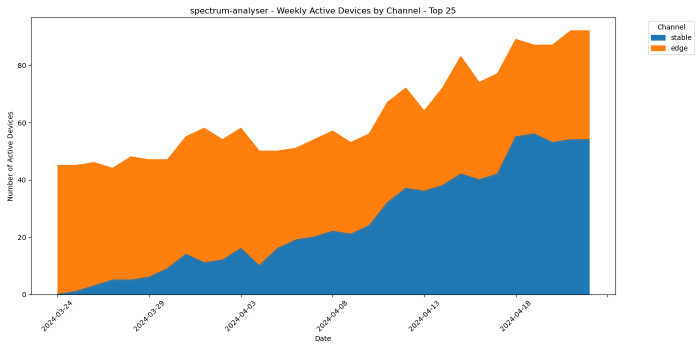 spectrum-analyser - Weekly Active Devices by Channel - Top 25
Channel
stable
edge
Number of Active Devices
80
60
40
20
0
2024-03-24
2024-03-29
2024-04-03
2024-04-08
2024-04-13
2024-04-18
Date